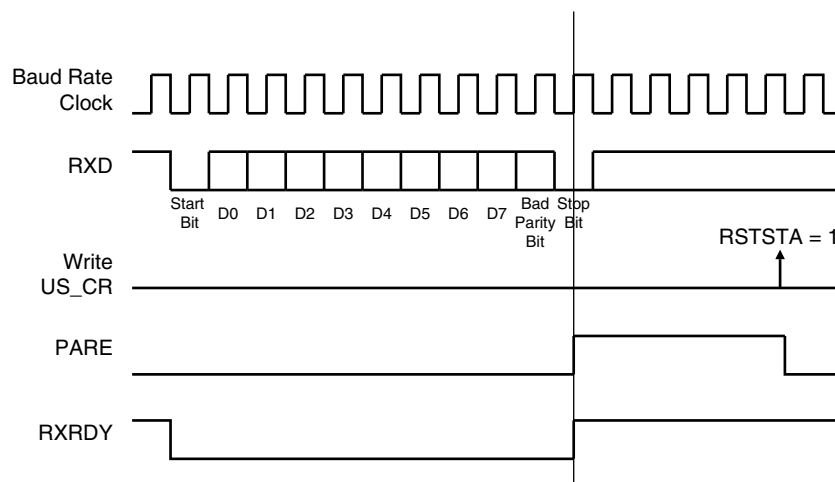 Baud Rate
Clock
RXD
Start
Bit
D0
D1
D2
D3
D4
D5
D6
D7
Bad
Parity
Bit
Stop
Bit
RSTSTA = 1
Write
US_CR
PARE
RXRDY